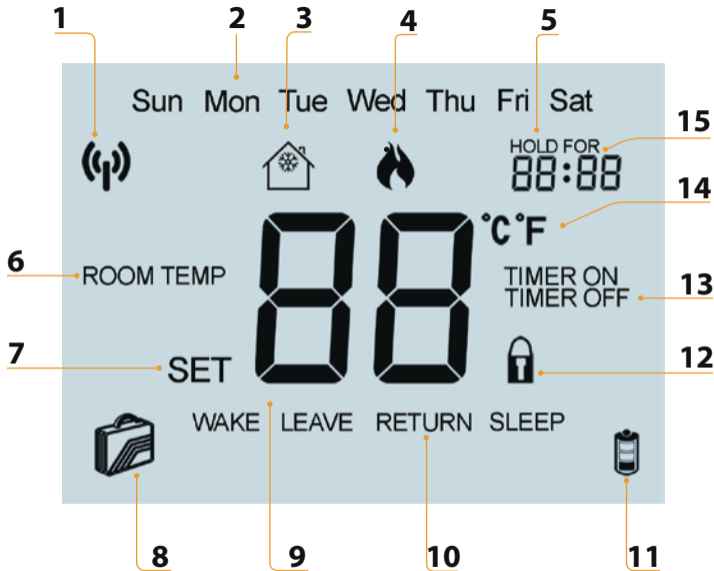 1 2 3 4 5
Sun Mon Tue Wed Thu Fri Sat
15
HOLD FOR
88:88
14
°C °F
88
6
ROOM TEMP
TIMER ON
13
TIMER OFF
7
SET
12
WAKE LEAVE RETURN SLEEP
8 9 10 11